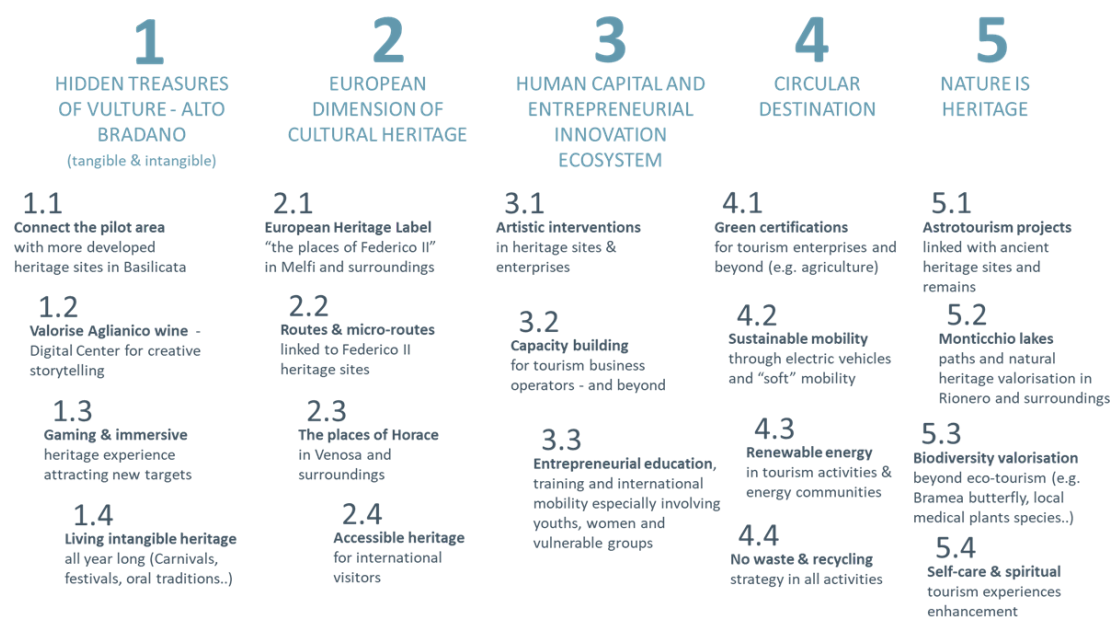 1
HIDDEN TREASURES
OF VULTURE - ALTO
BRADANO
(tangible & intangible)
1.1
Connect the pilot area
with more developed
heritage sites in Basilicata
1.2
Valorise Aglianico wine -
Digital Center for creative
storytelling
1.3
Gaming & immersive
heritage experience
attracting new targets
1.4
Living intangible heritage
all year long (Carnivals,
festivals, oral traditions..)
2
EUROPEAN
DIMENSION OF
CULTURAL HERITAGE
2.1
European Heritage Label
“the places of Federico II”
in Melfi and surroundings
2.2
Routes & micro-routes
linked to Federico II
heritage sites
2.3
The places of Horace
in Venosa and
surroundings
2.4
Accessible heritage
for international
visitors
3
HUMAN CAPITAL AND
ENTREPRENEURIAL
INNOVATION
ECOSYSTEM
3.1
Artistic interventions
in heritage sites &
enterprises
3.2
Capacity building
for tourism business
operators - and beyond
3.3
Entrepreneurial education,
training and international
mobility especially involving
youths, women and
vulnerable groups
4
CIRCULAR
DESTINATION
4.1
Green certifications
for tourism enterprises and
beyond (e.g. agriculture)
4.2
Sustainable mobility
through electric vehicles
and “soft” mobility
4.3
Renewable energy
in tourism activities &
energy communities
4.4
No waste & recycling
strategy in all activities
5
NATURE IS
HERITAGE
5.1
Astrotourism projects
linked with ancient
heritage sites and
remains
5.2
Monticchio lakes
paths and natural
heritage valorisation in
Rionero and surroundings
5.3
Biodiversity valorisation
beyond eco-tourism (e.g.
Bramea butterfly, local
medical plants species..)
5.4
Self-care & spiritual
tourism experiences
enhancement